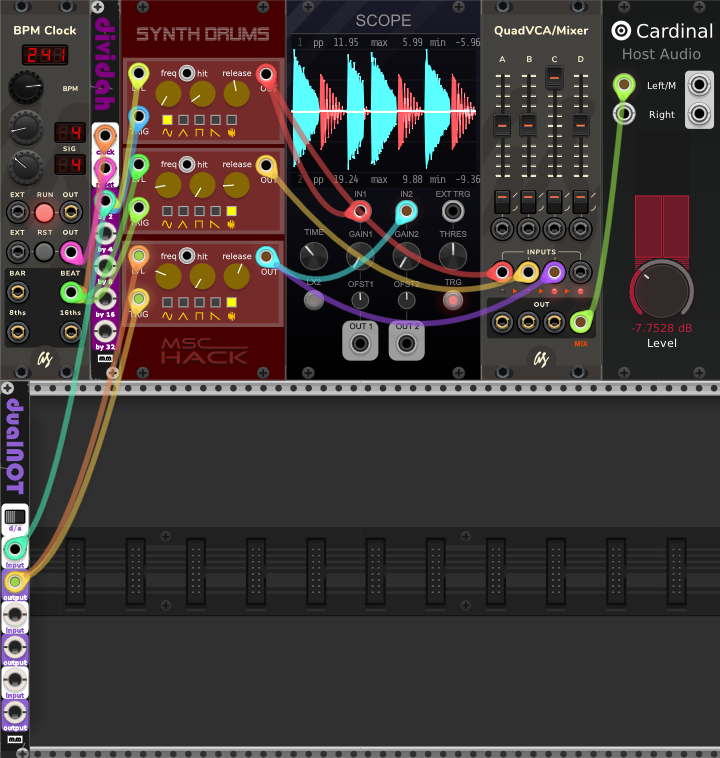 BPM Clock
241
BPM
4
SIG
4
EXT RUN OUT
EXT RST OUT
BAR BEAT
8ths 16ths
dividah
clock
by 2
by 4
by 8
by 16
by 32
SYNTH DRUMS
freq hit release
LVL OUT
TRIG
freq hit release
LVL OUT
TRIG
freq hit release
LVL OUT
TRIG
MSC
HACK
SCOPE
1 pp 11.95 max 5.99 min -5.96
2 pp 19.24 max 9.88 min -9.36
IN1 IN2 EXT TRG
TIME GAIN1 GAIN2 THRES
LX2 OFST1 OFST2 TRG
OUT 1 OUT 2
QuadVCA/Mixer
A B C D
INPUTS
OUT
MIX
Cardinal
Host Audio
Left/M
Right
-7.7528 dB
Level
dualNOT
d/a
input
output
input
output
input
output